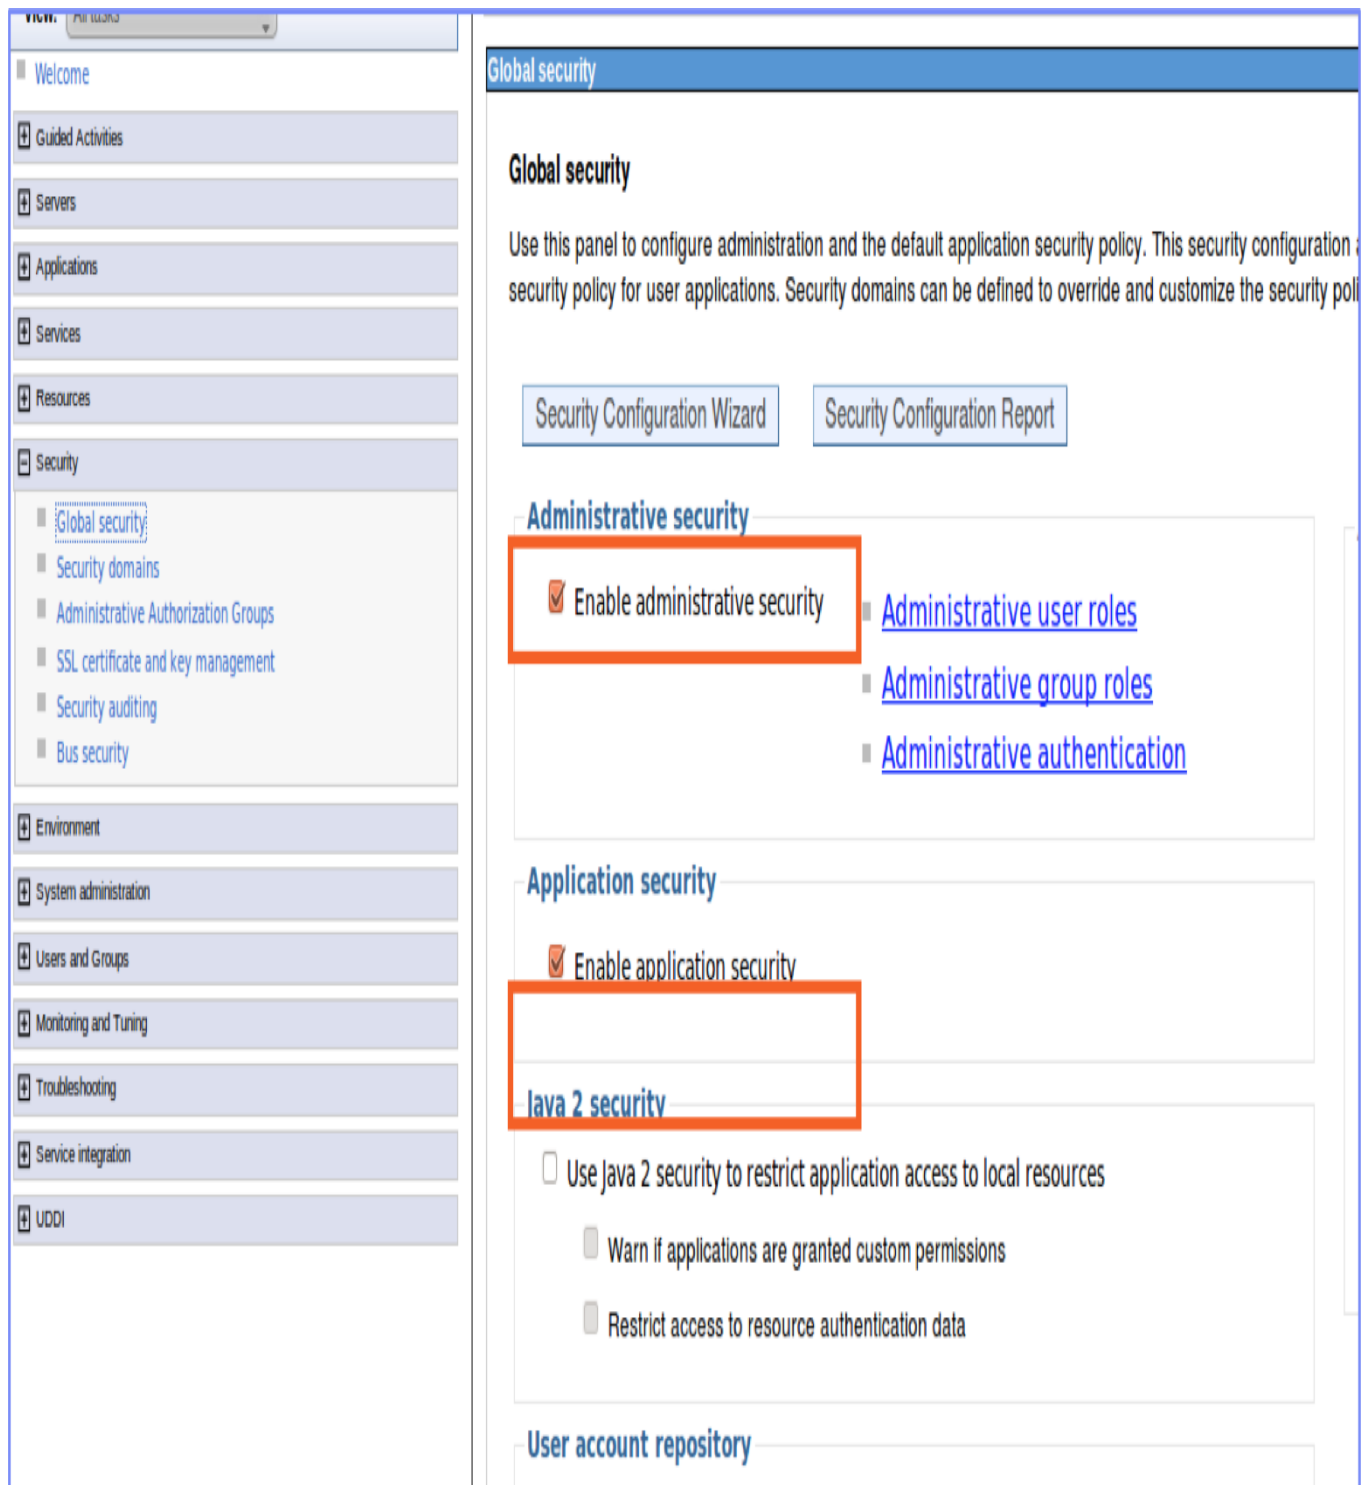 View: All tasks
Welcome
Guided Activities
Servers
Applications
Services
Resources
Security
Global security
Security domains
Administrative Authorization Groups
SSL certificate and key management
Security auditing
Bus security
Environment
System administration
Users and Groups
Monitoring and Tuning
Troubleshooting
Service integration
UDDI
Global security
Global security
Use this panel to configure administration and the default application security policy. This security configuration
security policy for user applications. Security domains can be defined to override and customize the security poli
Security Configuration Wizard Security Configuration Report
Administrative security
Enable administrative security
Administrative user roles
Administrative group roles
Administrative authentication
Application security
Enable application security
Java 2 security
Use Java 2 security to restrict application access to local resources
Warn if applications are granted custom permissions
Restrict access to resource authentication data
User account repository